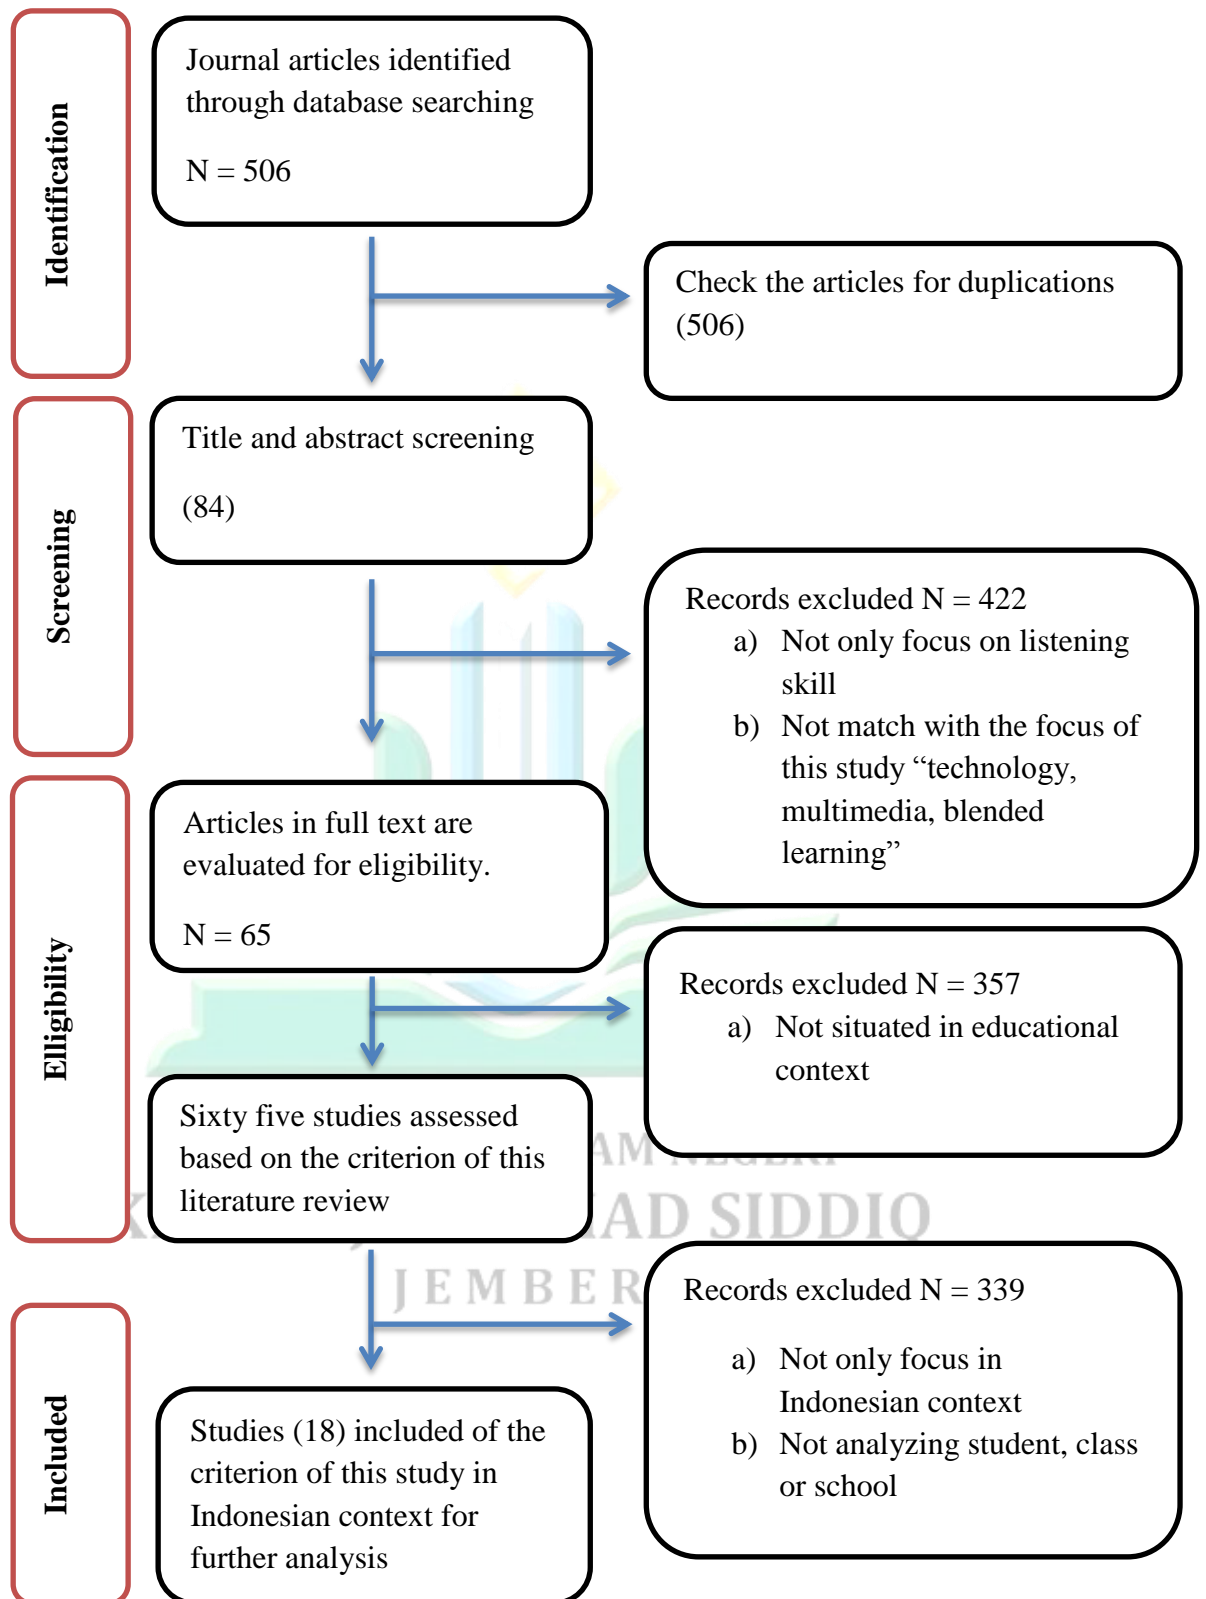 Identification
Journal articles identified
through database searching
N = 506
Check the articles for duplications
(506)
Screening
Title and abstract screening
(84)
Records excluded N = 422
a) Not only focus on listening
skill
b) Not match with the focus of
this study “technology,
multimedia, blended
learning”
Elligibility
Articles in full text are
evaluated for eligibility.
N = 65
Records excluded N = 357
a) Not situated in educational
context
Sixty five studies assessed
based on the criterion of this
literature review
Records excluded N = 339
a) Not only focus in
Indonesian context
b) Not analyzing student, class
or school
Included
Studies (18) included of the
criterion of this study in
Indonesian context for
further analysis
SIDDIQ
JEMBER